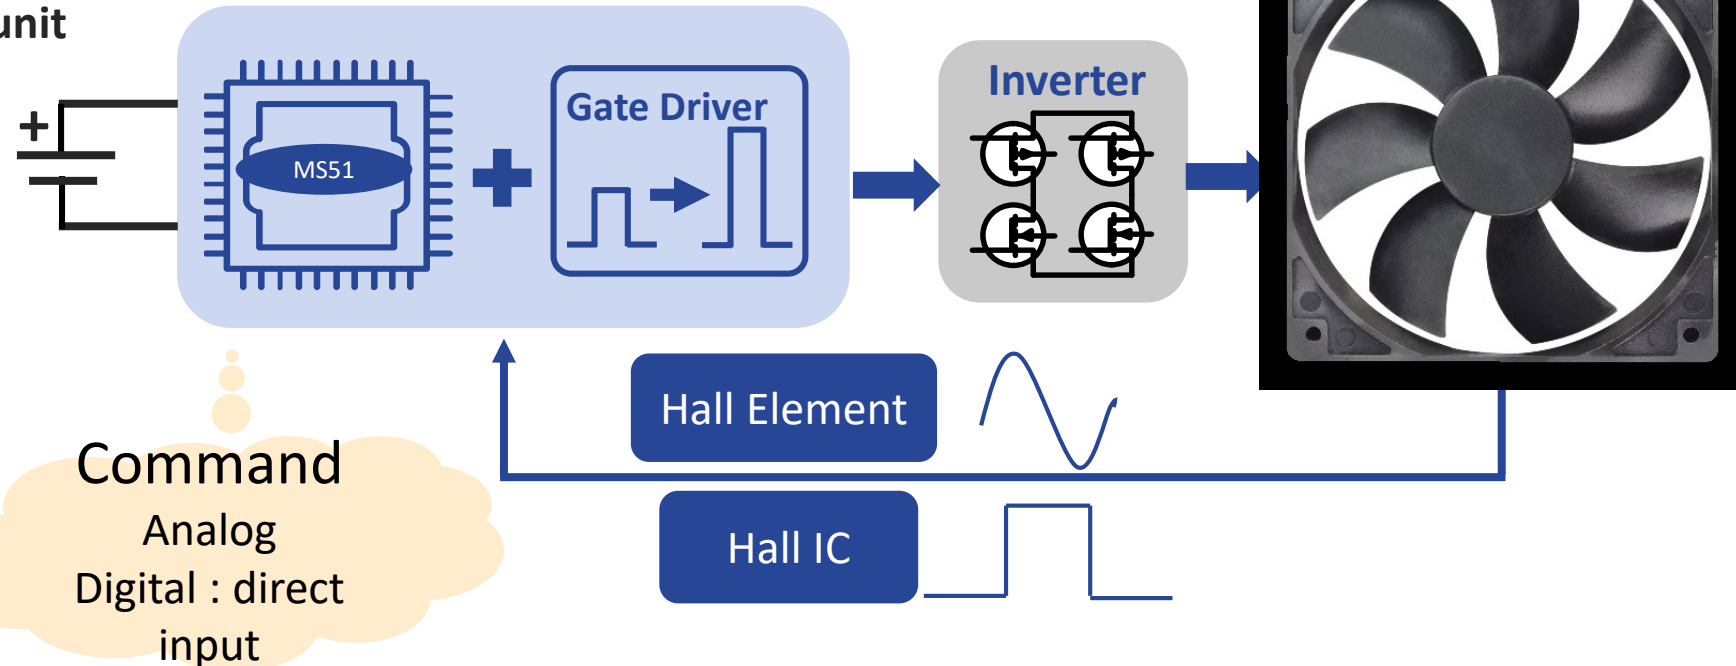 unit
+
Gate Driver
Inverter
MS51
Hall Element
Command
Analog
Digital : direct
input
Hall IC